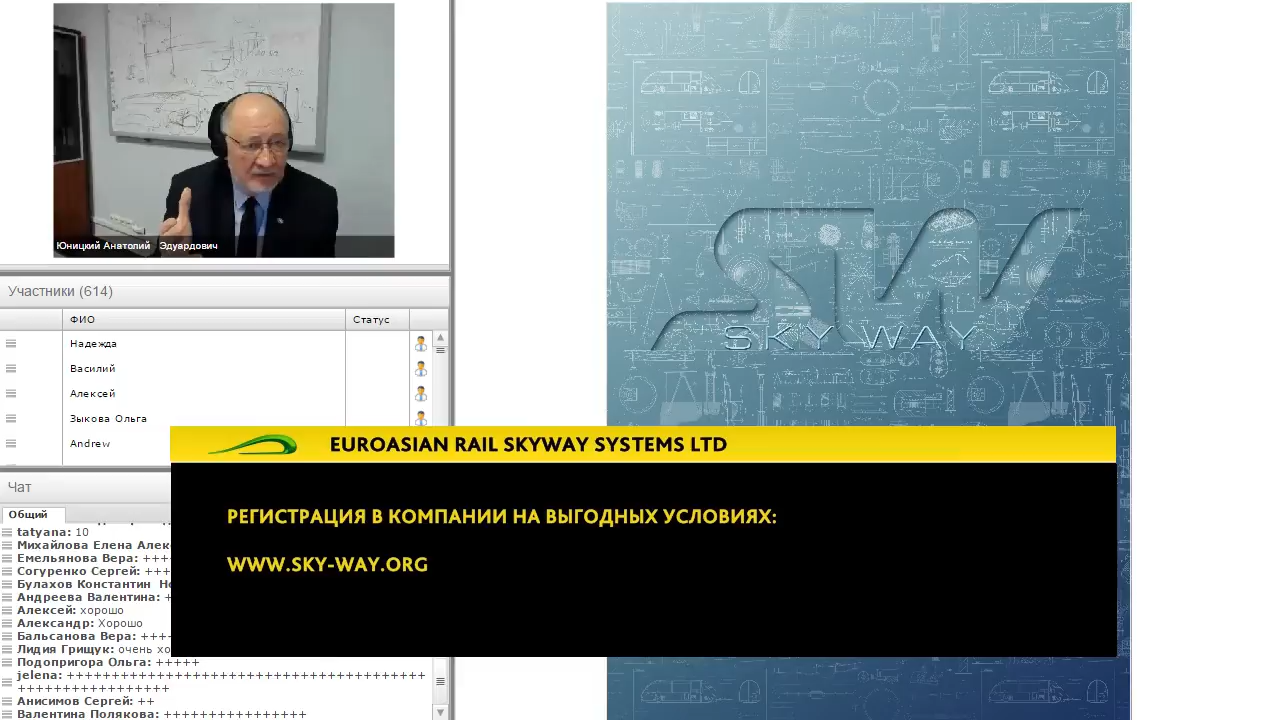 Юницкий Анатолий Эдуардович
Участники (614)
ФИО Статус
Надежда
Василий
Алексей
Зыкова Ольга
Andrew
Чат
Общий
tatyana: 10
Михайлова Елена Алек
Емельянова Вера: +++
Согуренко Сергей: +++
Булахов Константин
Андреева Валентина: +
Алексей: хорошо
Александр: Хорошо
Бальсанова Вера: ++++
Лидия Грищук: очень хо
Подопригора Ольга: +++++
jelena: ++++++++++++++++++++++++++++++++++++++++
+++++++++++++++++
Анисимов Сергей: ++
Валентина Полякова: ++++++++++++++++
SKY WAY
EUROASIAN RAIL SKYWAY SYSTEMS LTD
РЕГИСТРАЦИЯ В КОМПАНИИ НА ВЫГОДНЫХ УСЛОВИЯХ:
WWW.SKY-WAY.ORG